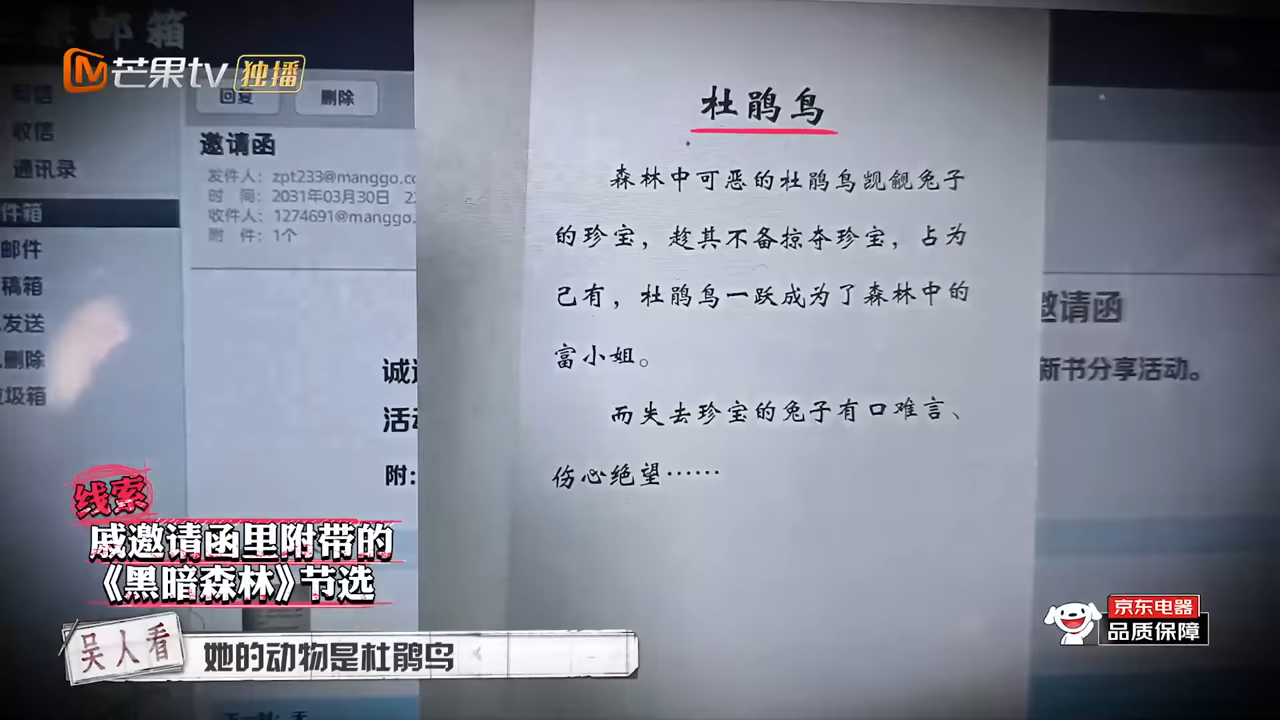 芒果tv 独播
回复 删除
写信
收信
通讯录
件箱
邮件
稿箱
发送
删除
垃圾箱
邀请函
发件人：zpt233@manggo.c
时 间：2031年03月30日 2
收件人：1274691@manggo.
附 件：1个
诚
活
附:
邀请函
新书分享活动。
杜鹃鸟
森林中可恶的杜鹃鸟觊觎兔子
的珍宝，趁其不备掠夺珍宝，占为
己有，杜鹃鸟一跃成为了森林中的
富小姐。
而失去珍宝的兔子有口难言、
伤心绝望……
线索
戚邀请函里附带的
《黑暗森林》节选
吴人看
她的动物是杜鹃鸟
京东电器
品质保障